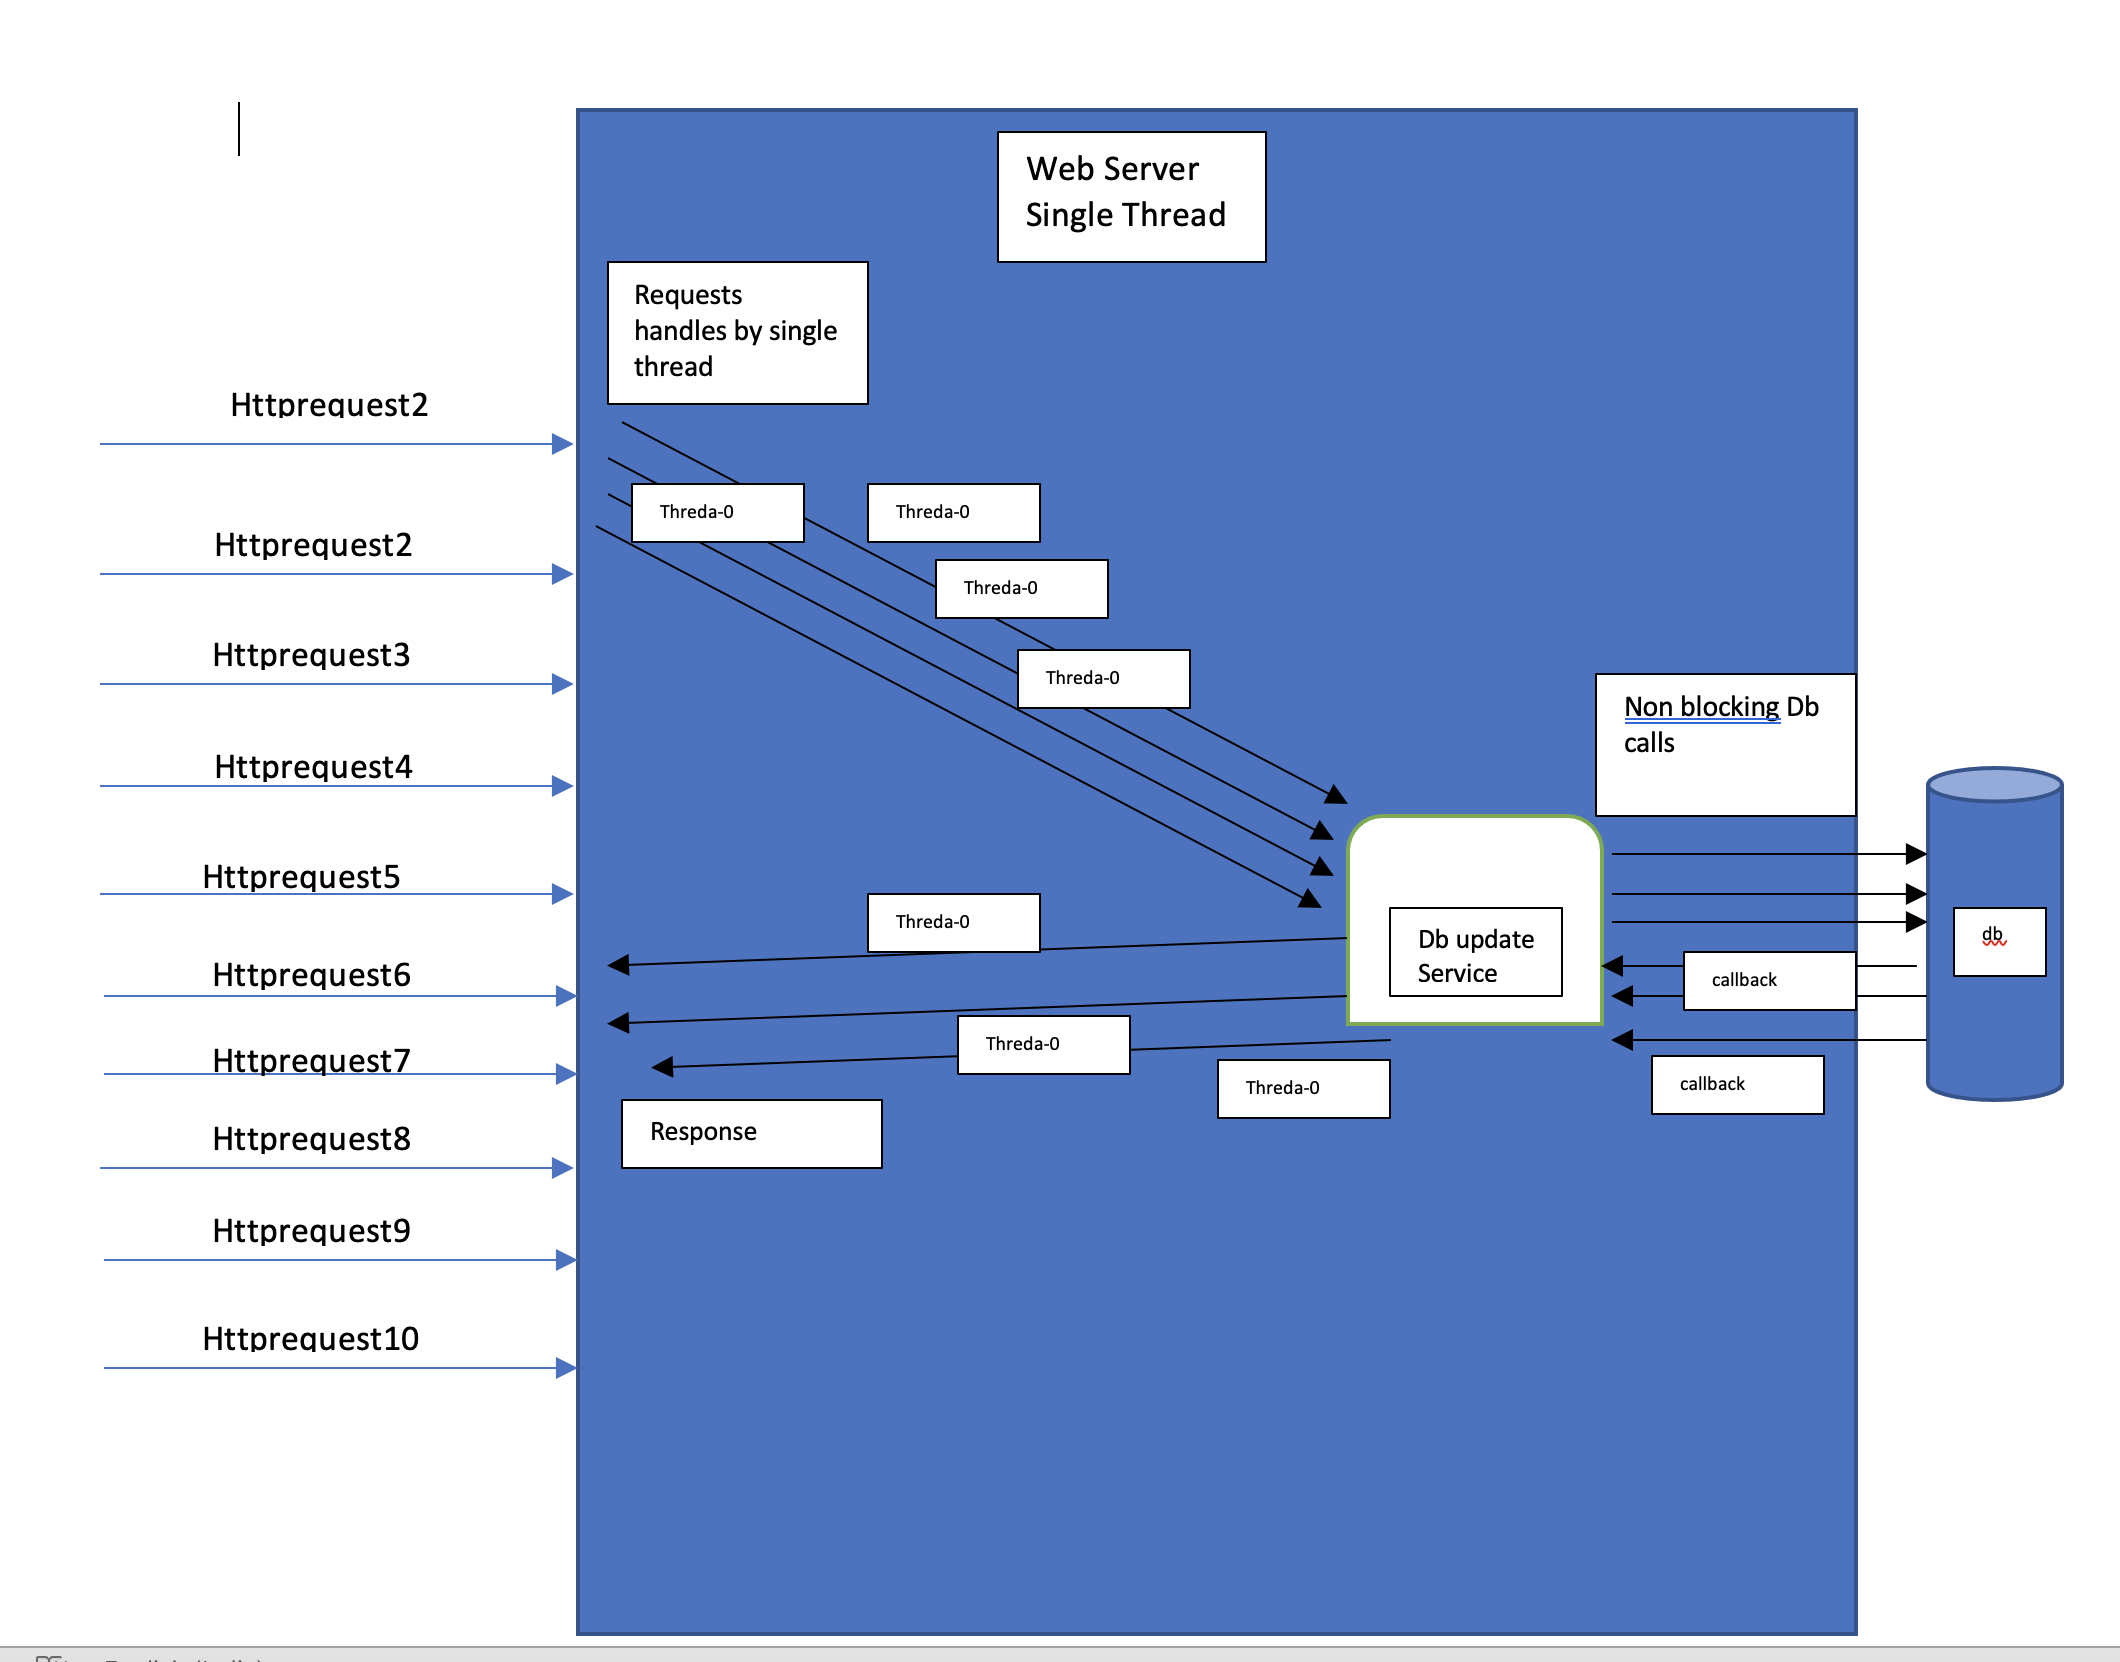 Web Server
Single Thread
Requests
handles by single
thread
Httprequest2
Threda-0
Threda-0
Httprequest2
Threda-0
Httprequest3
Threda-0
Non blocking Db
calls
Httprequest4
Httprequest5
Threda-0
Db update
Service
db
Httprequest6
callback
Threda-0
Httprequest7
Threda-0
callback
Response
Httprequest8
Httprequest9
Httprequest10